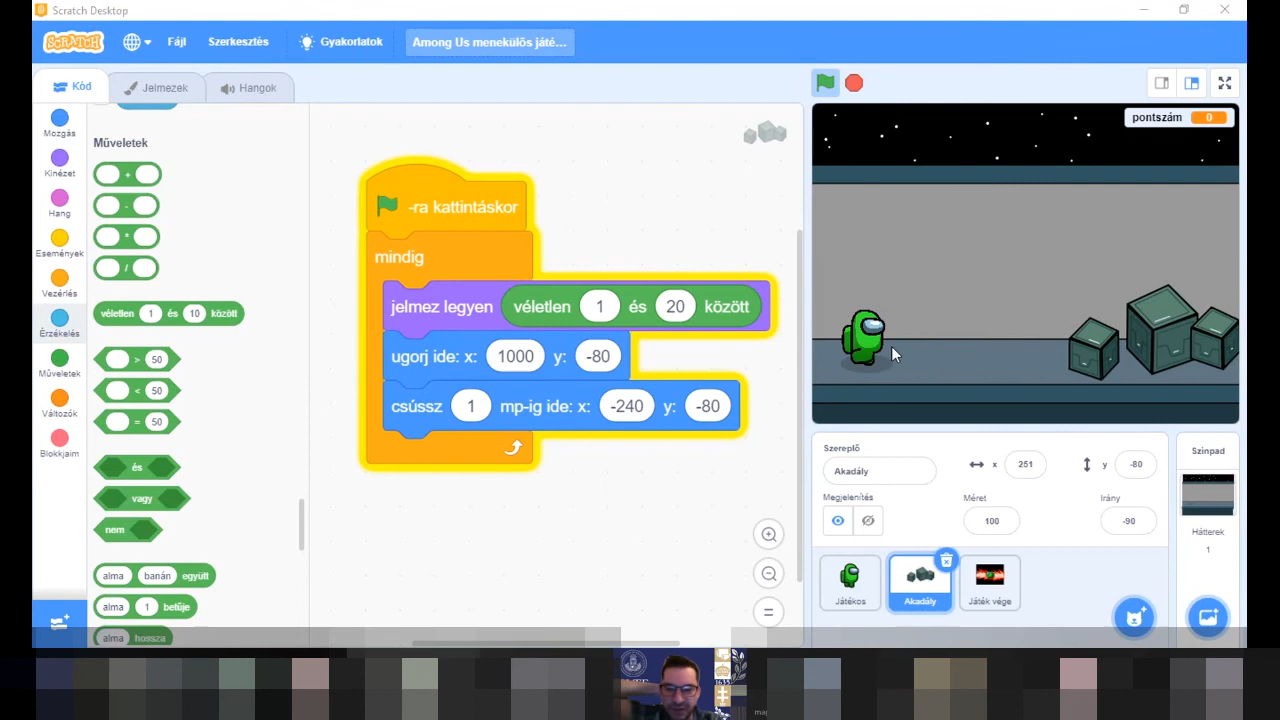 Scratch Desktop
SCRATCH
Fájl
Szerkesztés
Gyakorlatok
Among Us menekülős játé...
Kód
Jelmezek
Hangok
Mozgás
Kinézet
Hang
Események
Vezérlés
Érzékelés
Műveletek
Változók
Blokkjaim
Műveletek
+
-
*
/
véletlen 1 és 10 között
> 50
< 50
= 50
és
vagy
nem
alma banán együtt
alma 1 betűje
alma hossza
-ra kattintáskor
mindig
jelmez legyen véletlen 1 és 20 között
ugorj ide: x: 1000 y: -80
csússz 1 mp-ig ide: x: -240 y: -80
pontszám 0
Szereplő
Akadály
x 251
y -80
Megjelenítés
Méret
100
Irány
-90
Játékos
Akadály
Játék vége
Színpad
Hátterek
1